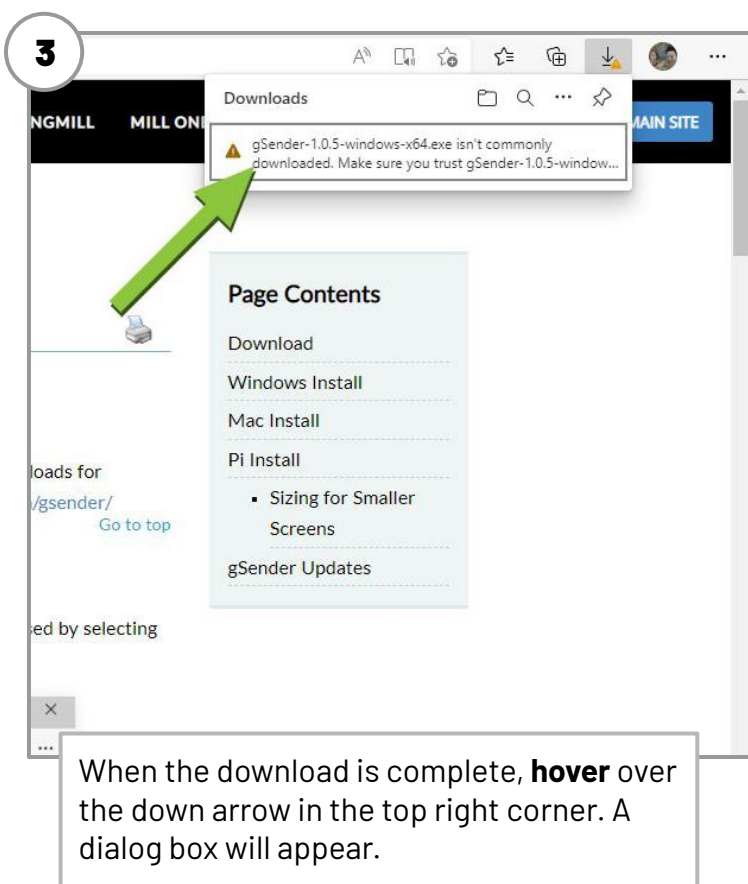 3
A»
Downloads
NGMILL MILL ON
MAIN SITE
gSender-1.0.5-windows-x64.exe isn't commonly
downloaded. Make sure you trust gSender-1.0.5-window...
Page Contents
Download
Windows Install
Mac Install
Pi Install
▪ Sizing for Smaller
Screens
gSender Updates
loads for
/gsender/
Go to top
sed by selecting
When the download is complete, hover over
the down arrow in the top right corner. A
dialog box will appear.